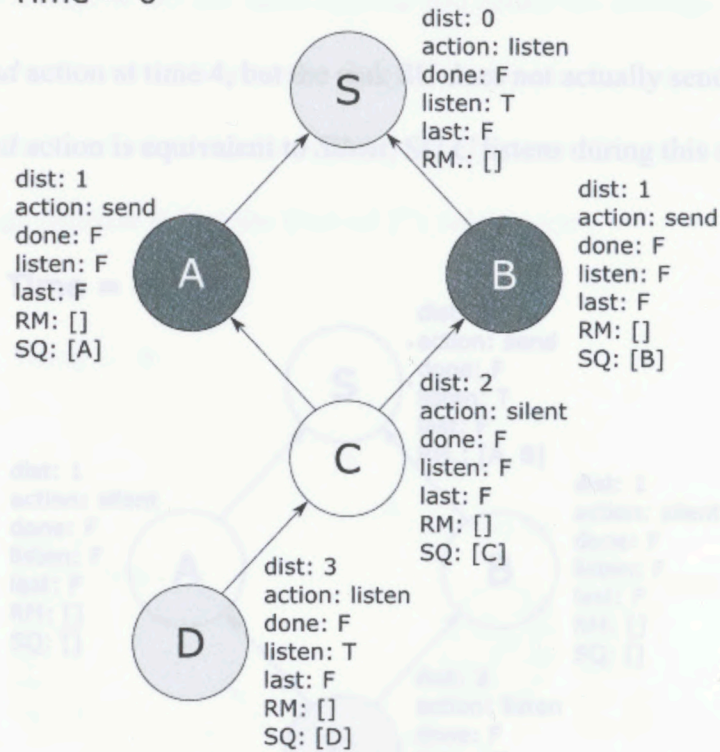 dist: 0
action: listen
done: F
listen: T
last: F
RM.: []
S
dist: 1
action: send
done: F
listen: F
last: F
RM: []
SQ: [A]
A
dist: 1
action: send
done: F
listen: F
last: F
RM: []
SQ: [B]
B
dist: 2
action: silent
done: F
listen: F
last: F
RM: []
SQ: [C]
C
dist: 3
action: listen
done: F
listen: T
last: F
RM: []
SQ: [D]
D